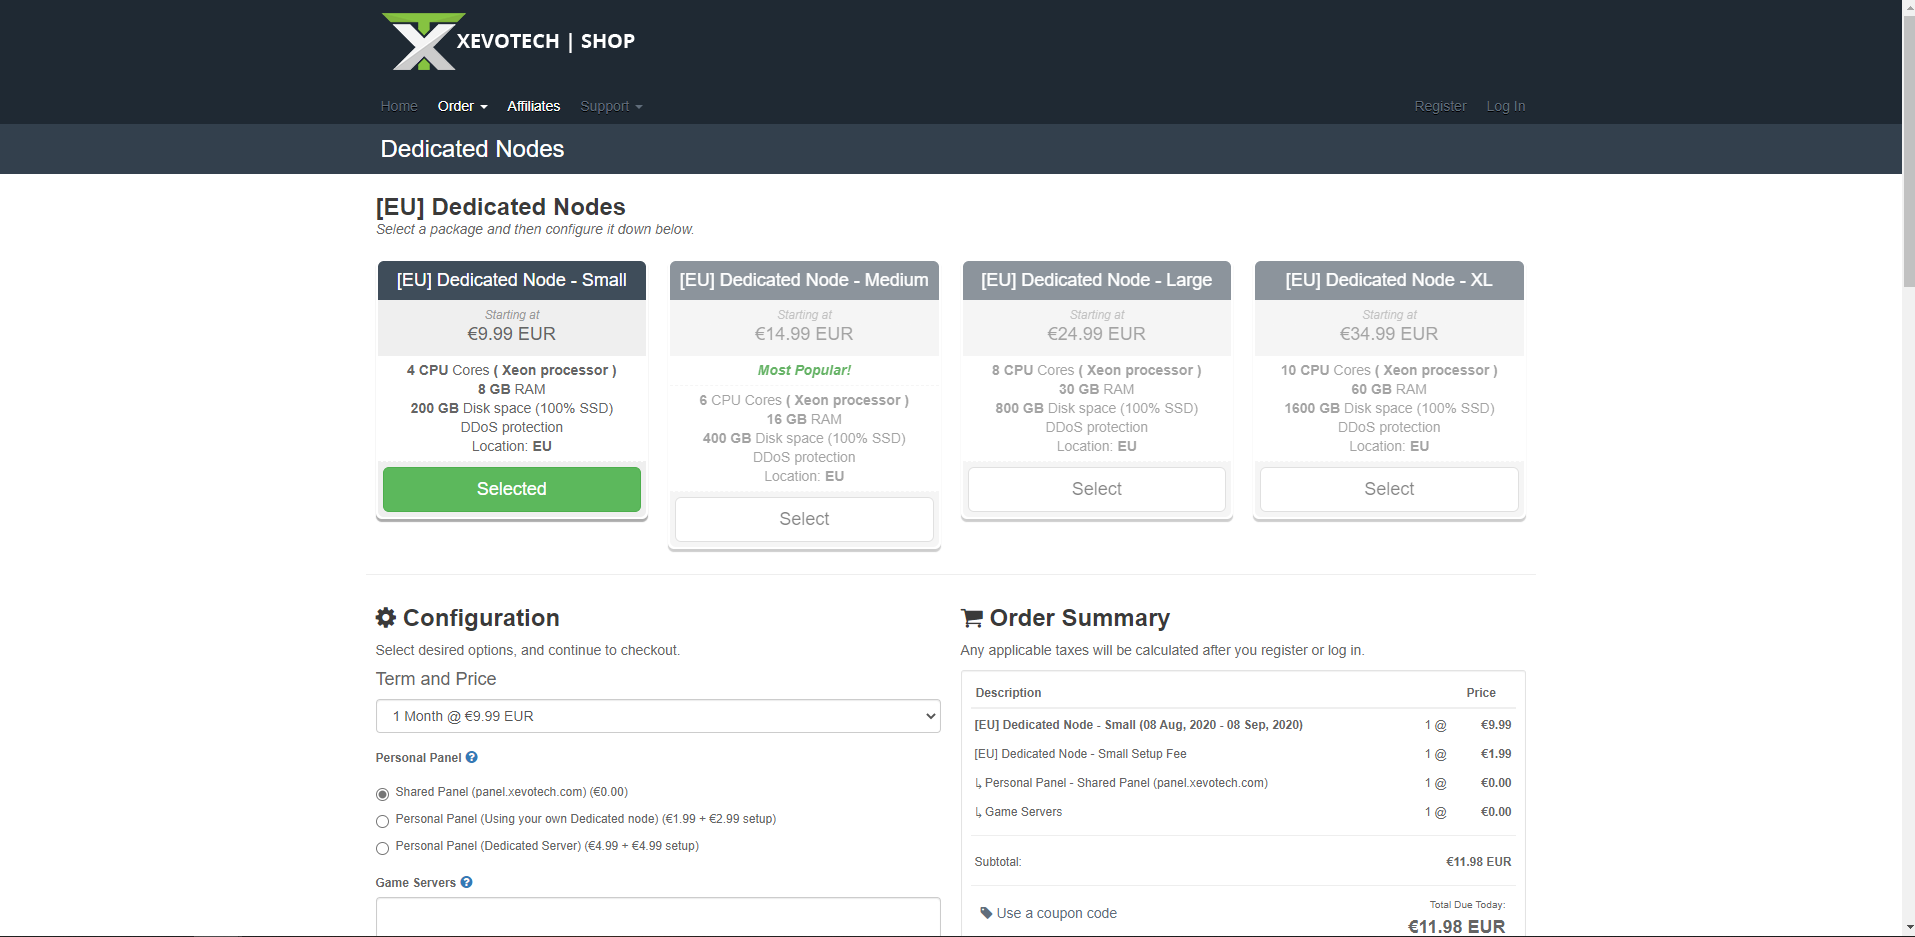 XEVOTECH | SHOP
Home Order Affiliates Support Register Log In
Dedicated Nodes
[EU] Dedicated Nodes
Select a package and then configure it down below.
[EU] Dedicated Node - Small
Starting at
€9.99 EUR
4 CPU Cores ( Xeon processor )
8 GB RAM
200 GB Disk space (100% SSD)
DDoS protection
Location: EU
Selected
[EU] Dedicated Node - Medium
Starting at
€14.99 EUR
Most Popular!
6 CPU Cores ( Xeon processor )
16 GB RAM
400 GB Disk space (100% SSD)
DDoS protection
Location: EU
Select
[EU] Dedicated Node - Large
Starting at
€24.99 EUR
8 CPU Cores ( Xeon processor )
30 GB RAM
800 GB Disk space (100% SSD)
DDoS protection
Location: EU
Select
[EU] Dedicated Node - XL
Starting at
€34.99 EUR
10 CPU Cores ( Xeon processor )
60 GB RAM
1600 GB Disk space (100% SSD)
DDoS protection
Location: EU
Select
Configuration
Select desired options, and continue to checkout.
Term and Price
1 Month @ €9.99 EUR
Personal Panel
Shared Panel (panel.xevotech.com) (€0.00)
Personal Panel (Using your own Dedicated node) (€1.99 + €2.99 setup)
Personal Panel (Dedicated Server) (€4.99 + €4.99 setup)
Game Servers
Order Summary
Any applicable taxes will be calculated after you register or log in.
Description Price
[EU] Dedicated Node - Small (08 Aug, 2020 - 08 Sep, 2020) 1 @ €9.99
[EU] Dedicated Node - Small Setup Fee 1 @ €1.99
↳ Personal Panel - Shared Panel (panel.xevotech.com) 1 @ €0.00
↳ Game Servers 1 @ €0.00
Subtotal: €11.98 EUR
Use a coupon code
Total Due Today:
€11.98 EUR